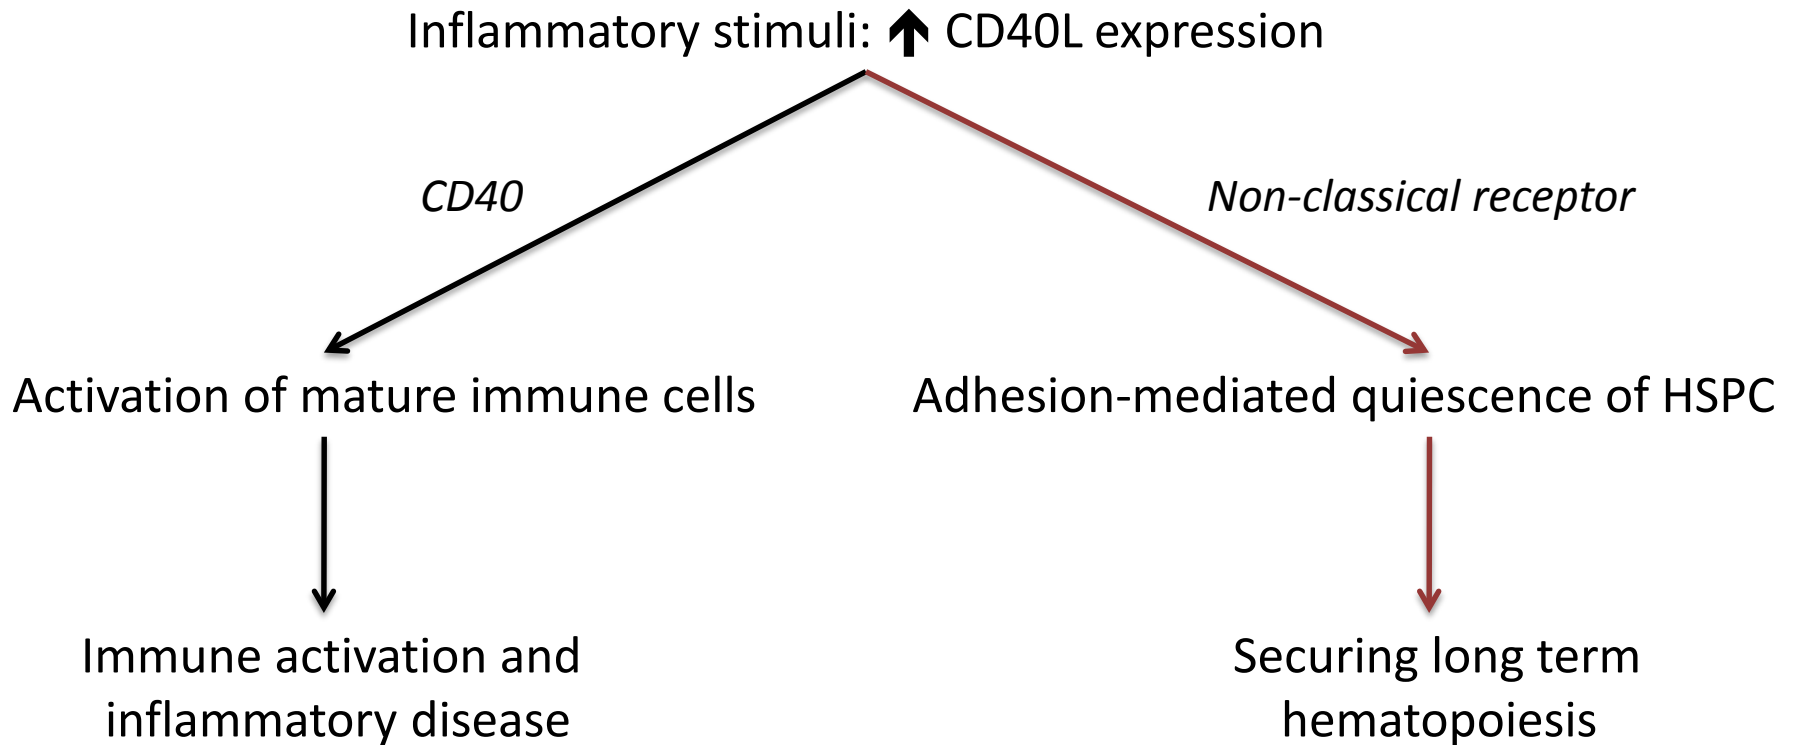 Inflammatory stimuli: ↑ CD40L expression
CD40
Non-classical receptor
Activation of mature immune cells
Adhesion-mediated quiescence of HSPC
Immune activation and
inflammatory disease
Securing long term
hematopoiesis